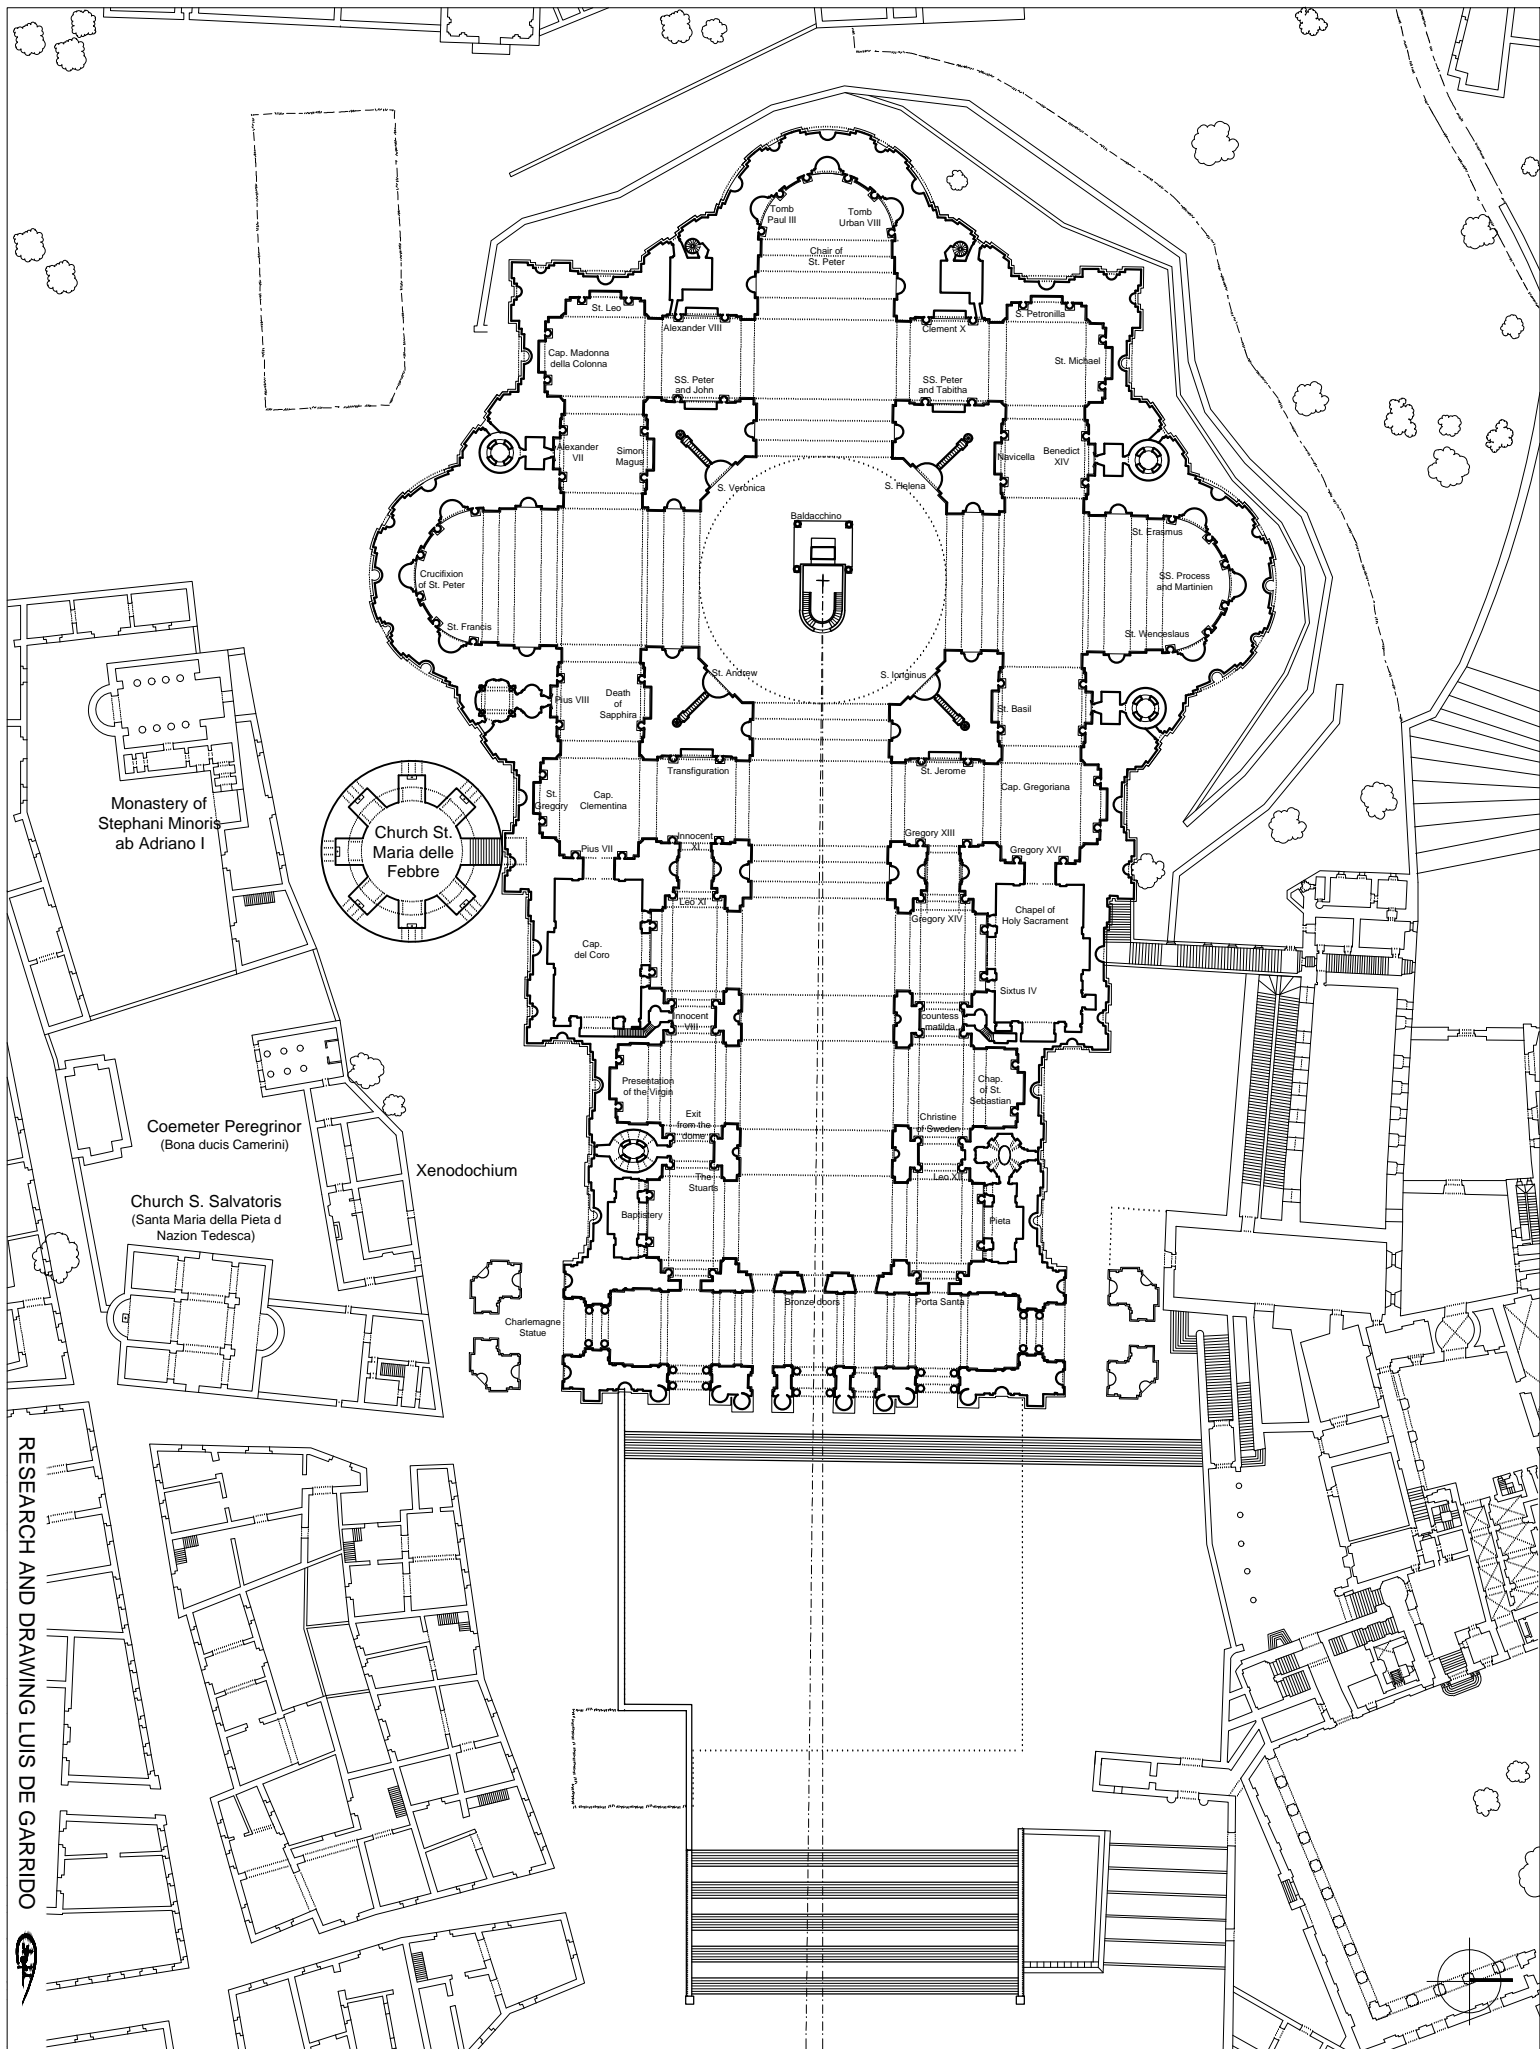 Tomb
Paul III
Tomb
Urban VIII
Chair of
St. Peter
St. Leo
Alexander VIII
Clement X
S. Petronilla
Cap. Madonna
della Colonna
St. Michael
SS. Peter
and John
SS. Peter
and Tabitha
Alexander
VII
Simon
Magus
Navicella
Benedict
XIV
S. Veronica
S. Helena
Baldacchino
St. Erasmus
Crucifixion
of St. Peter
SS. Process
and Martinien
St. Francis
St. Wenceslaus
St. Andrew
S. longinus
Pius VIII
Death
of
Sapphira
St. Basil
Transfiguration
St. Jerome
St.
Gregory
Cap.
Clementina
Cap. Gregoriana
Monastery of
Stephani Minoris
ab Adriano I
Church St.
Maria delle
Febbre
Pius VII
Innocent
XI
Gregory XIII
Gregory XVI
Leo XI
Gregory XIV
Chapel of
Holy Sacrament
Cap.
del Coro
Sixtus IV
Innocent
VIII
countess
matilda
Presentation
of the Virgin
Chap.
of St.
Sebastian
Exit
from the
dome
Christine
of Sweden
Coemeter Peregrinor
(Bona ducis Camerini)
Xenodochium
The
Stuarts
Leo XII
Church S. Salvatoris
(Santa Maria della Pieta d
Nazion Tedesca)
Baptistery
Pieta
Bronze doors
Porta Santa
Charlemagne
Statue
RESEARCH AND DRAWING LUIS DE GARRIDO